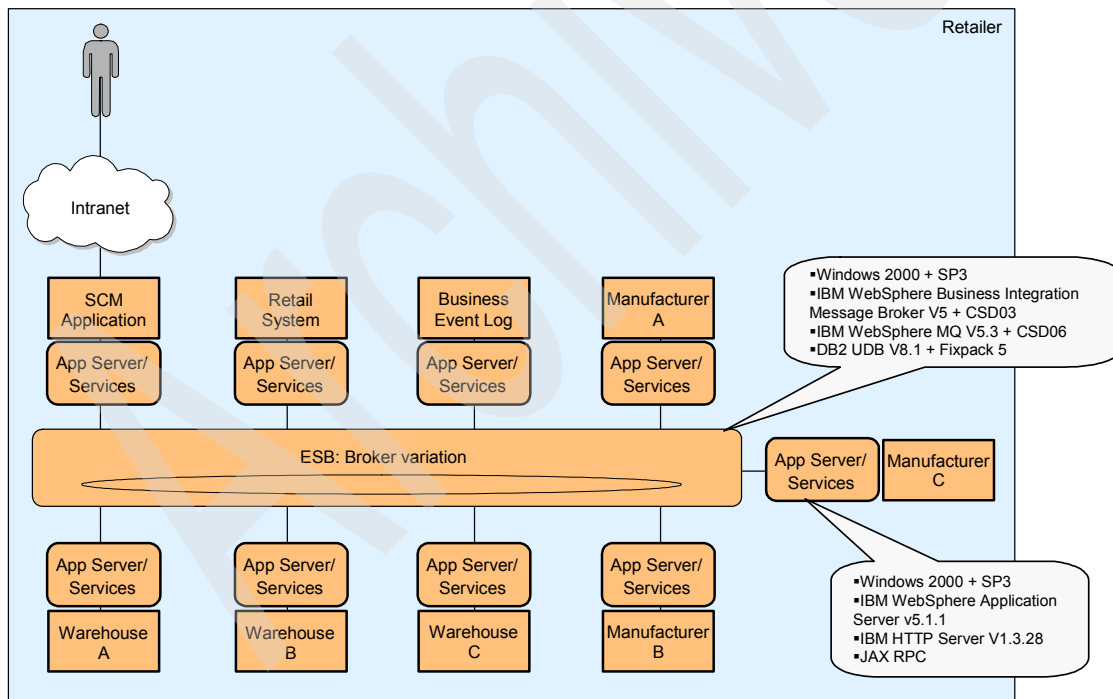 Retailer
Intranet
SCM
Application
Retail
System
Business
Event Log
Manufacturer
A
▪Windows 2000 + SP3
▪IBM WebSphere Business Integration
Message Broker V5 + CSD03
▪IBM WebSphere MQ V5.3 + CSD06
▪DB2 UDB V8.1 + Fixpack 5
App Server/
Services
App Server/
Services
App Server/
Services
App Server/
Services
ESB: Broker variation
App Server/
Services
Manufacturer
C
App Server/
Services
App Server/
Services
App Server/
Services
App Server/
Services
Warehouse
A
Warehouse
B
Warehouse
C
Manufacturer
B
▪Windows 2000 + SP3
▪IBM WebSphere Application
Server v5.1.1
▪IBM HTTP Server V1.3.28
▪JAX RPC